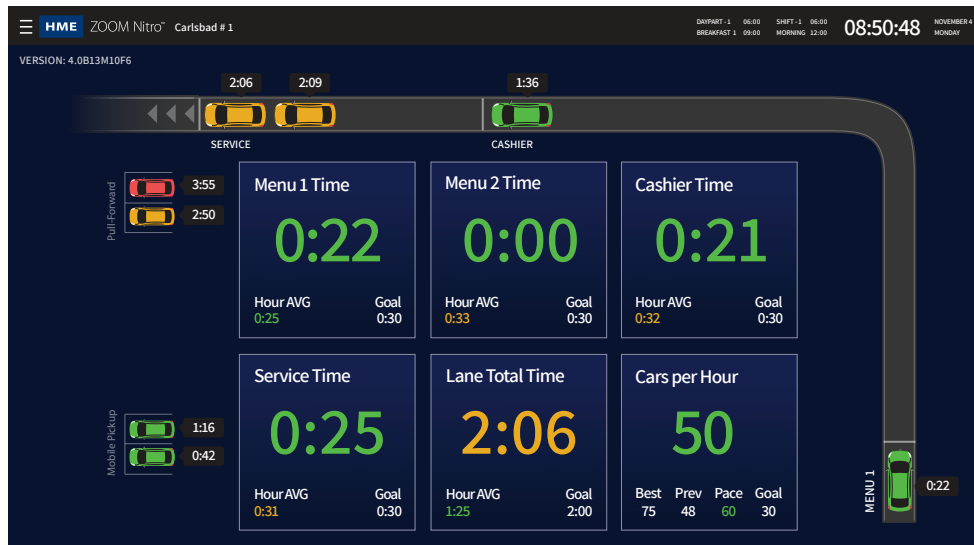 HME ZOOM Nitro™ Carlsbad # 1
DAYPART - 1 06:00 SHIFT - 1 06:00
BREAKFAST 1 09:00 MORNING 12:00
08:50:48
NOVEMBER 4
MONDAY
VERSION: 4.0B13M10F6
2:06 2:09 1:36
SERVICE CASHIER
Pull-Forward
3:55
2:50
Menu 1 Time
0:22
Hour AVG Goal
0:25 0:30
Menu 2 Time
0:00
Hour AVG Goal
0:33 0:30
Cashier Time
0:21
Hour AVG Goal
0:32 0:30
Mobile Pickup
1:16
0:42
Service Time
0:25
Hour AVG Goal
0:31 0:30
Lane Total Time
2:06
Hour AVG Goal
1:25 2:00
Cars per Hour
50
Best Prev Pace Goal
75 48 60 30
MENU 1
0:22